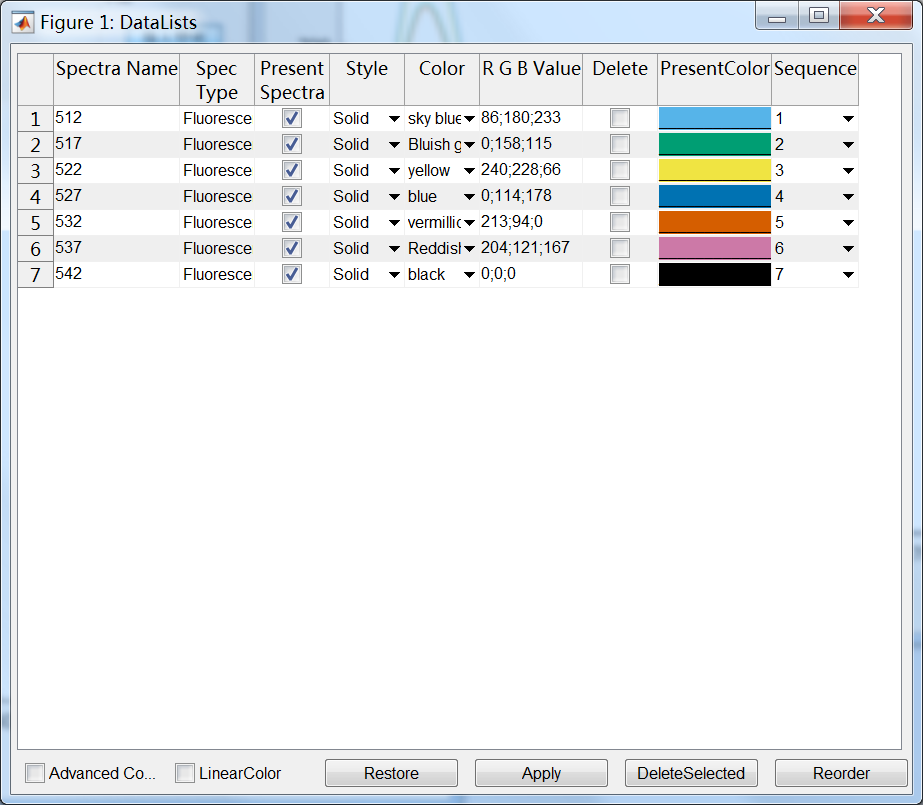 Figure 1: DataLists
Spectra Name Spec Type Present Spectra Style Color R G B Value Delete PresentColor Sequence
1 512 Fluoresce Solid sky blue 86;180;233 1
2 517 Fluoresce Solid Bluish g 0;158;115 2
3 522 Fluoresce Solid yellow 240;228;66 3
4 527 Fluoresce Solid blue 0;114;178 4
5 532 Fluoresce Solid vermillic 213;94;0 5
6 537 Fluoresce Solid Reddish 204;121;167 6
7 542 Fluoresce Solid black 0;0;0 7
Advanced Co... LinearColor Restore Apply DeleteSelected Reorder